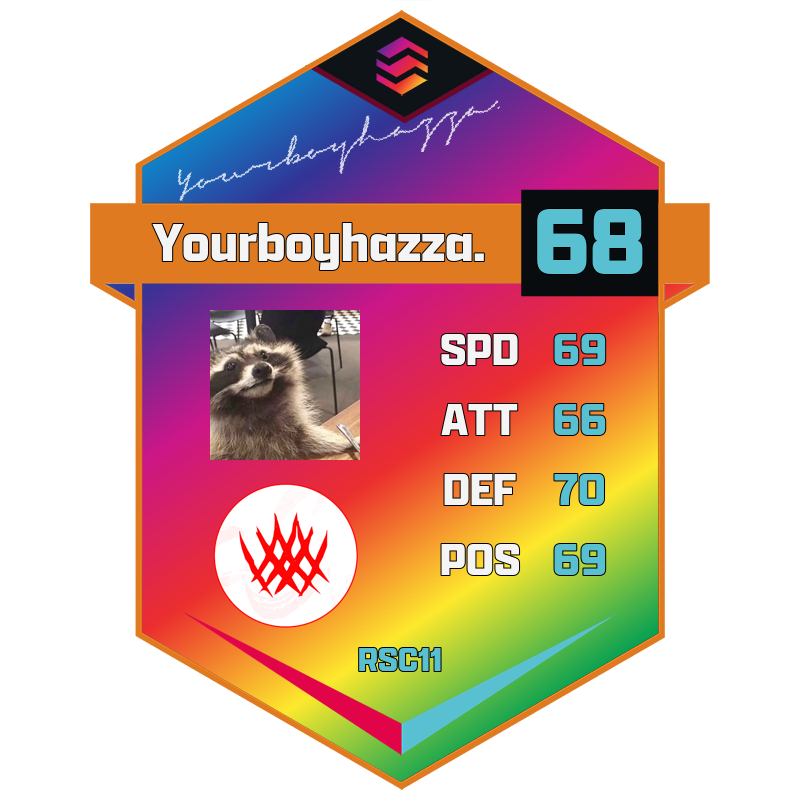 Yourboyhazza.
Yourboyhazza. 68
SPD 69
ATT 66
DEF 70
POS 69
RSC11